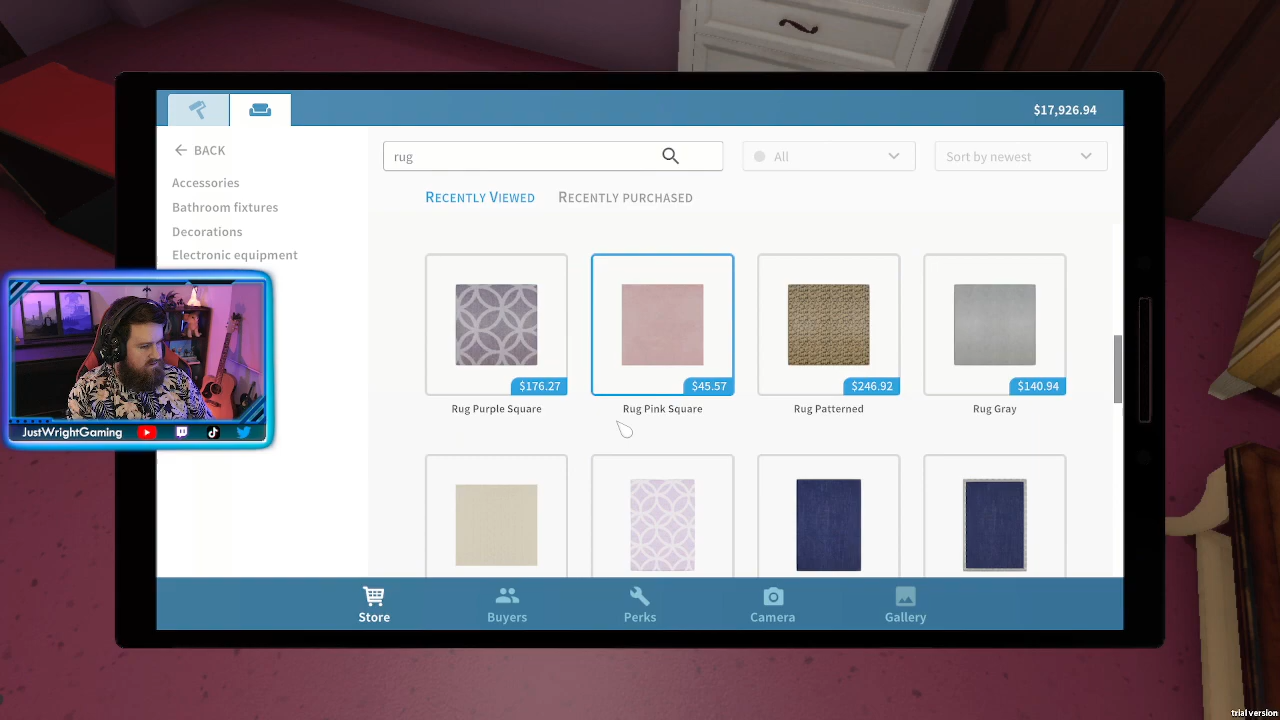 $17,926.94
BACK
rug
All
Sort by newest
Accessories
RECENTLY VIEWED
RECENTLY PURCHASED
Bathroom fixtures
Decorations
Electronic equipment
$176.27
$45.57
$246.92
$140.94
Rug Purple Square
Rug Pink Square
Rug Patterned
Rug Gray
JustWrightGaming
Store
Buyers
Perks
Camera
Gallery
trial version